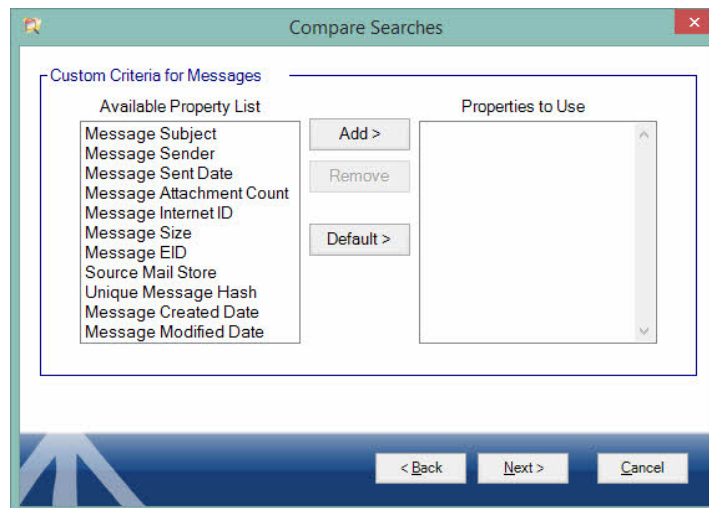 Compare Searches
Custom Criteria for Messages
Available Property List
Properties to Use
Message Subject
Message Sender
Message Sent Date
Message Attachment Count
Message Internet ID
Message Size
Message EID
Source Mail Store
Unique Message Hash
Message Created Date
Message Modified Date
Add >
Remove
Default >
< Back
Next >
Cancel